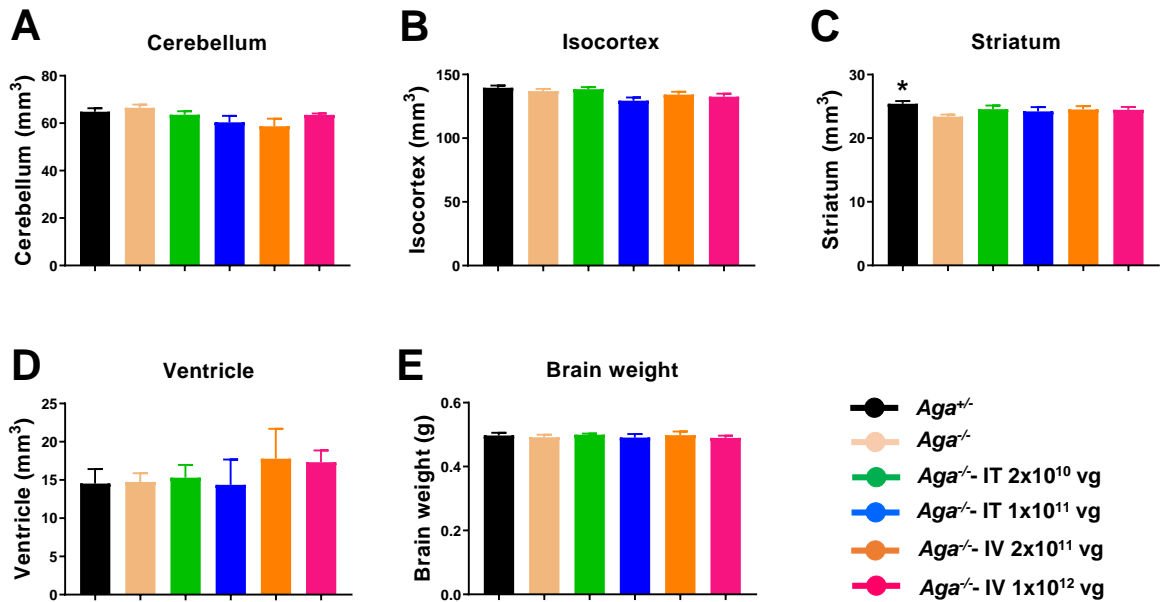 A
Cerebellum
Cerebellum (mm³)
80
60
40
20
0
B
Isocortex
Isocortex (mm³)
150
100
50
0
C
Striatum
Striatum (mm³)
30
20
10
0
*
D
Ventricle
Ventricle (mm³)
25
20
15
10
5
0
E
Brain weight
Brain weight (g)
0.6
0.4
0.2
0.0
Aga⁺/⁻
Aga⁻/⁻
Aga⁻/⁻- IT 2x10¹⁰ vg
Aga⁻/⁻- IT 1x10¹¹ vg
Aga⁻/⁻- IV 2x10¹¹ vg
Aga⁻/⁻- IV 1x10¹² vg